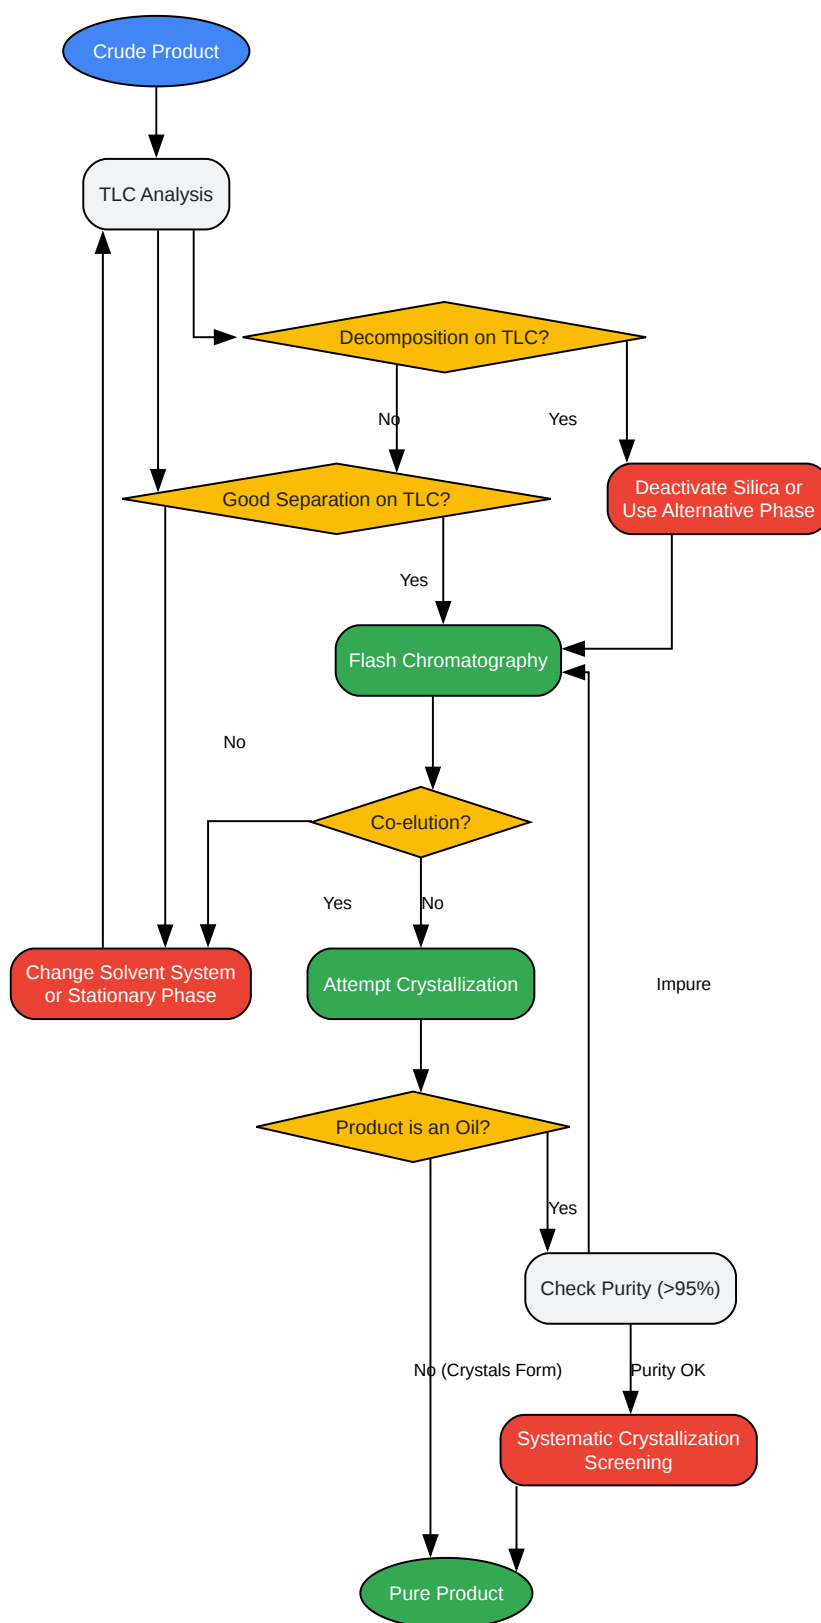 Crude Product
TLC Analysis
Decomposition on TLC?
No
Yes
Good Separation on TLC?
Deactivate Silica or
Use Alternative Phase
Yes
Flash Chromatography
No
Co-elution?
Yes
No
Change Solvent System
or Stationary Phase
Attempt Crystallization
Impure
Product is an Oil?
Yes
Check Purity (>95%)
No (Crystals Form)
Purity OK
Systematic Crystallization
Screening
Pure Product